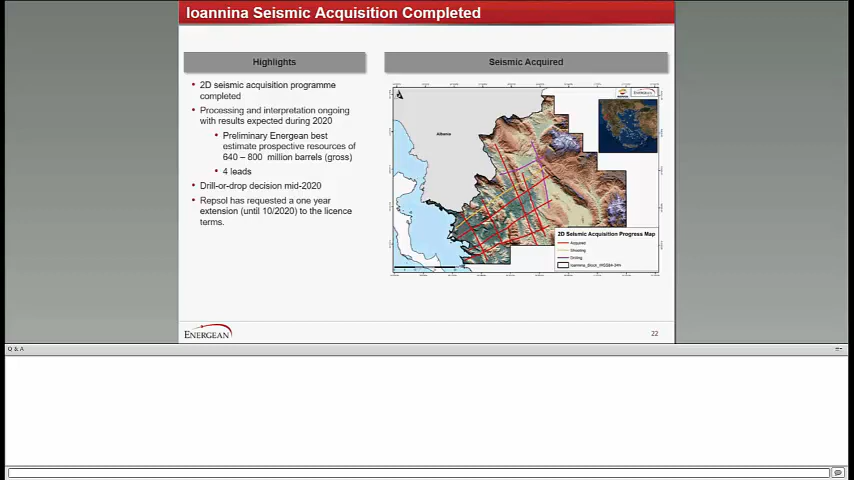 Ioannina Seismic Acquisition Completed
Highlights
Seismic Acquired
• 2D seismic acquisition programme
completed
• Processing and interpretation ongoing
with results expected during 2020
• Preliminary Energean best
estimate prospective resources of
640 – 800 million barrels (gross)
• 4 leads
• Drill-or-drop decision mid-2020
• Repsol has requested a one year
extension (until 10/2020) to the licence
terms.
Albania
2D Seismic Acquisition Progress Map
Acquired
Shooting
Drilling
ENERGEAN
22
Q & A